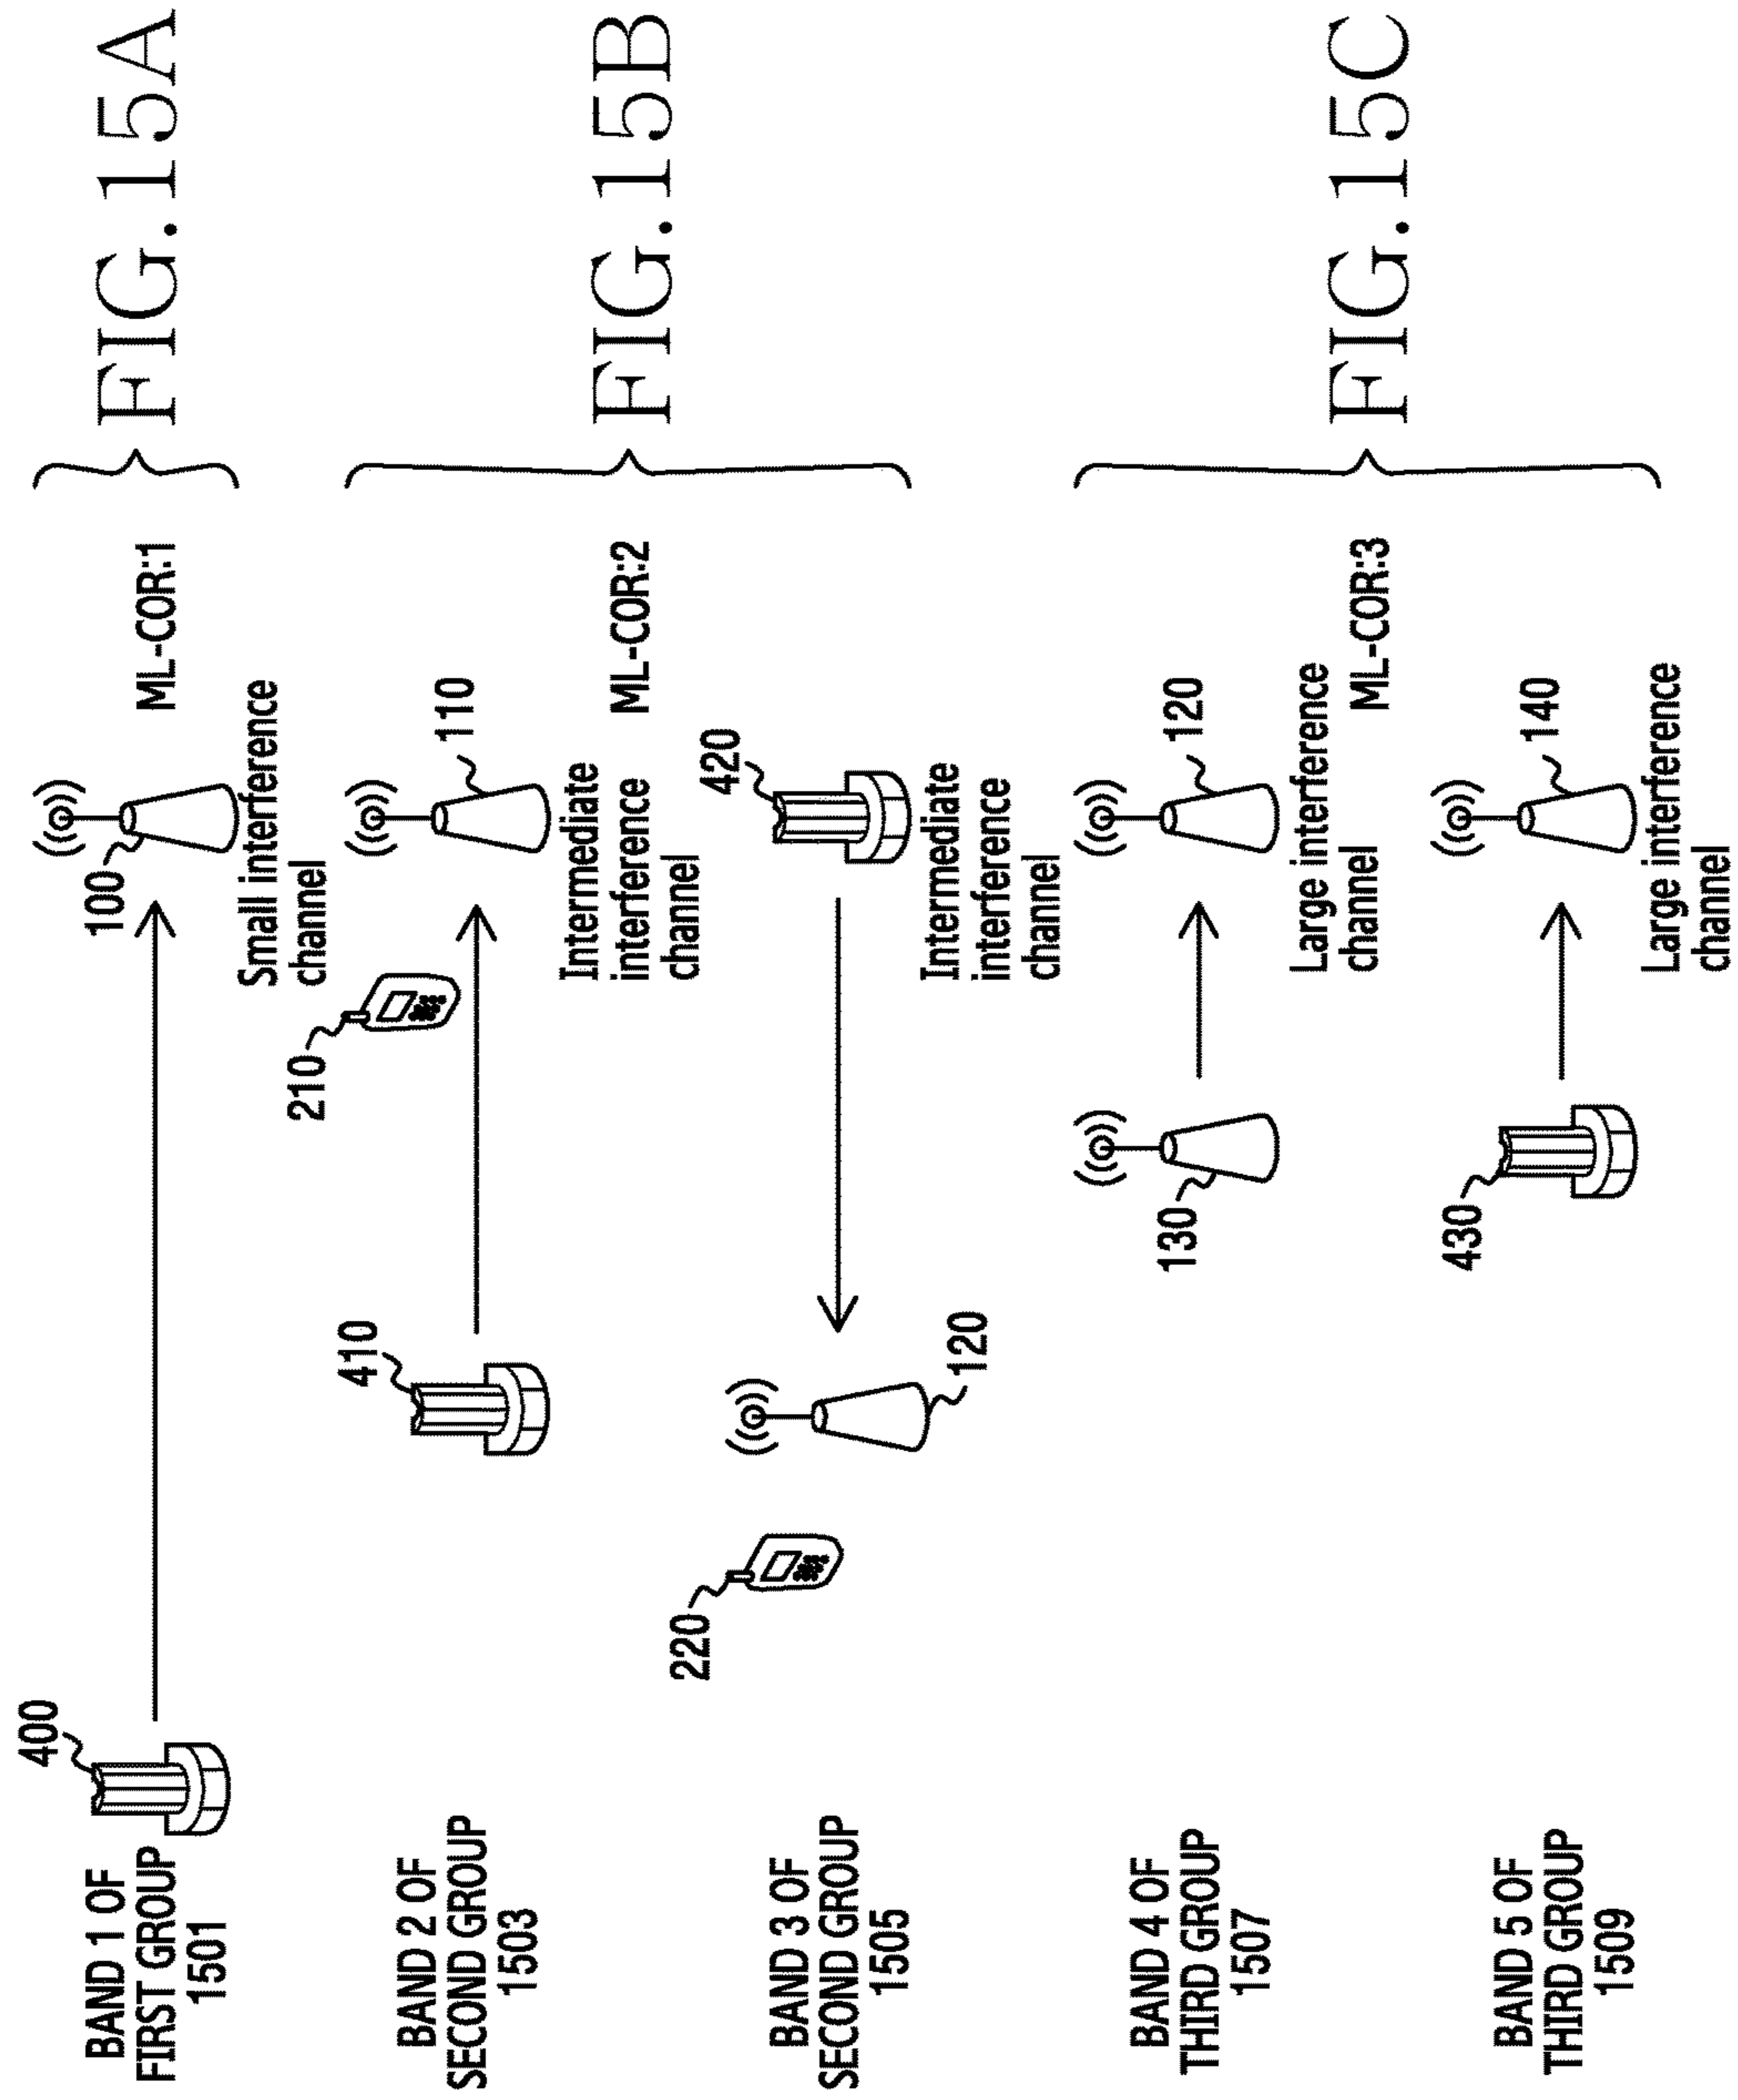 BAND 1 OF
FIRST GROUP
1501
400
100
Small interference
channel
ML-COR:1
FIG.15A
BAND 2 OF
SECOND GROUP
1503
410
210
110
Intermediate
interference
channel
ML-COR:2
FIG.15B
BAND 3 OF
SECOND GROUP
1505
220
120
420
Intermediate
interference
channel
BAND 4 OF
THIRD GROUP
1507
130
120
Large interference
channel
ML-COR:3
FIG.15C
BAND 5 OF
THIRD GROUP
1509
430
140
Large interference
channel